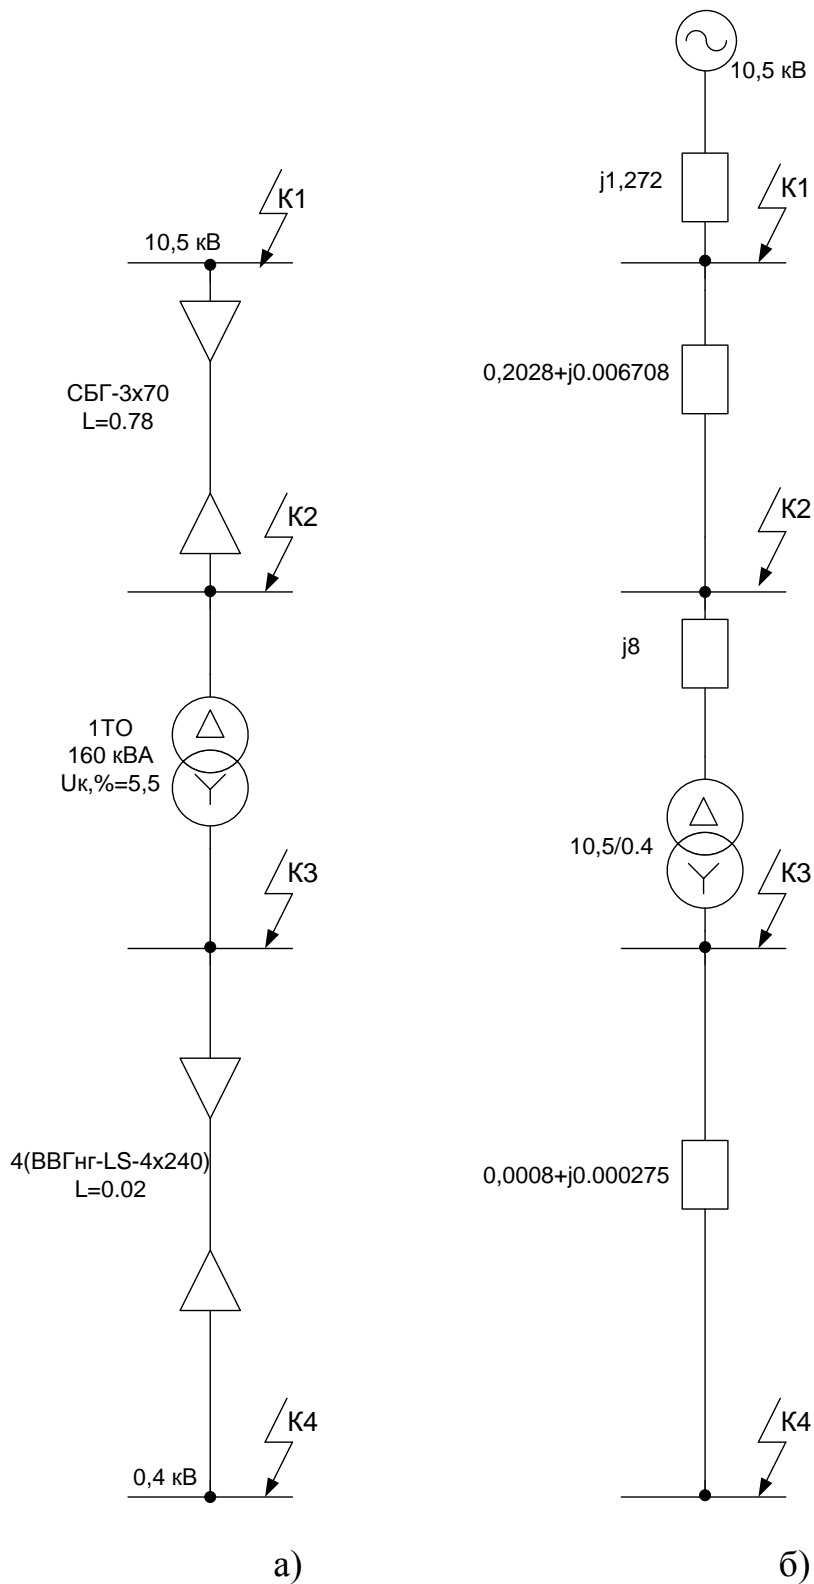 10,5 кВ
К1
СБГ-3х70
L=0.78
К2
1ТО
160 кВА
Uк,%=5,5
К3
4(ВВГнг-LS-4х240)
L=0.02
К4
0,4 кВ
а)
10,5 кВ
j1,272
К1
0,2028+j0.006708
К2
j8
10,5/0.4
К3
0,0008+j0.000275
К4
б)